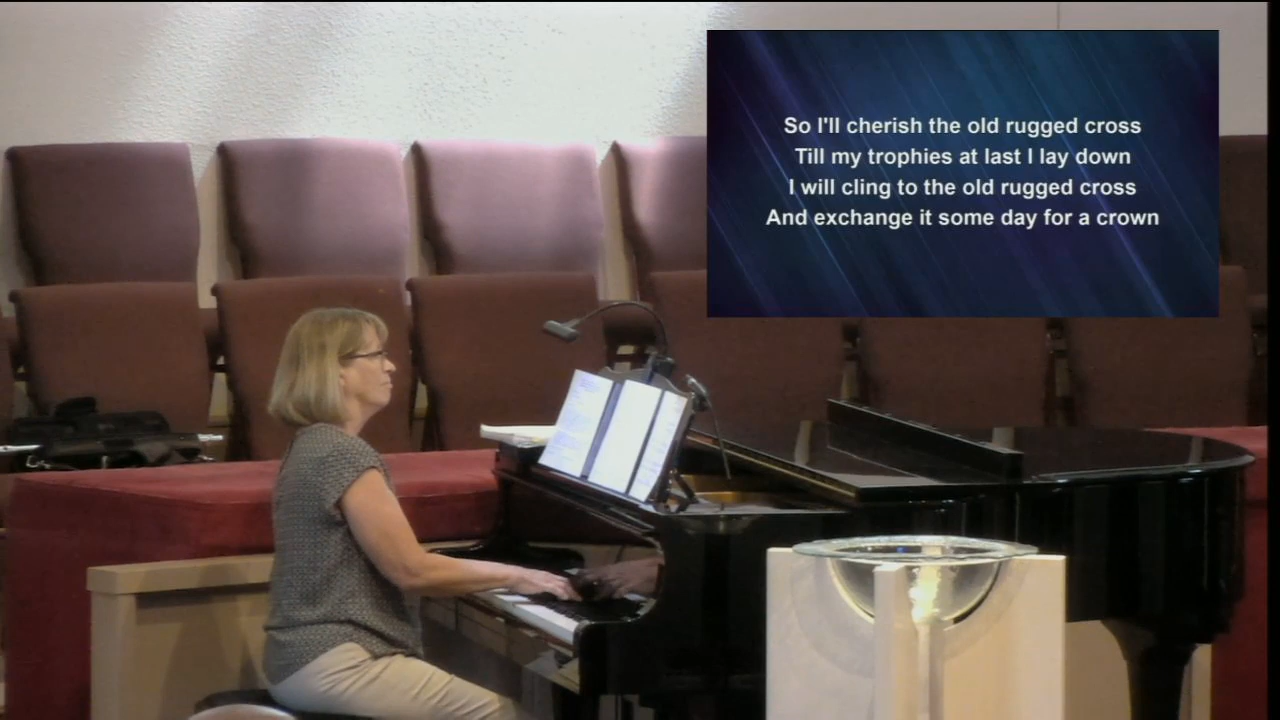 So I'll cherish the old rugged cross
Till my trophies at last I lay down
I will cling to the old rugged cross
And exchange it some day for a crown